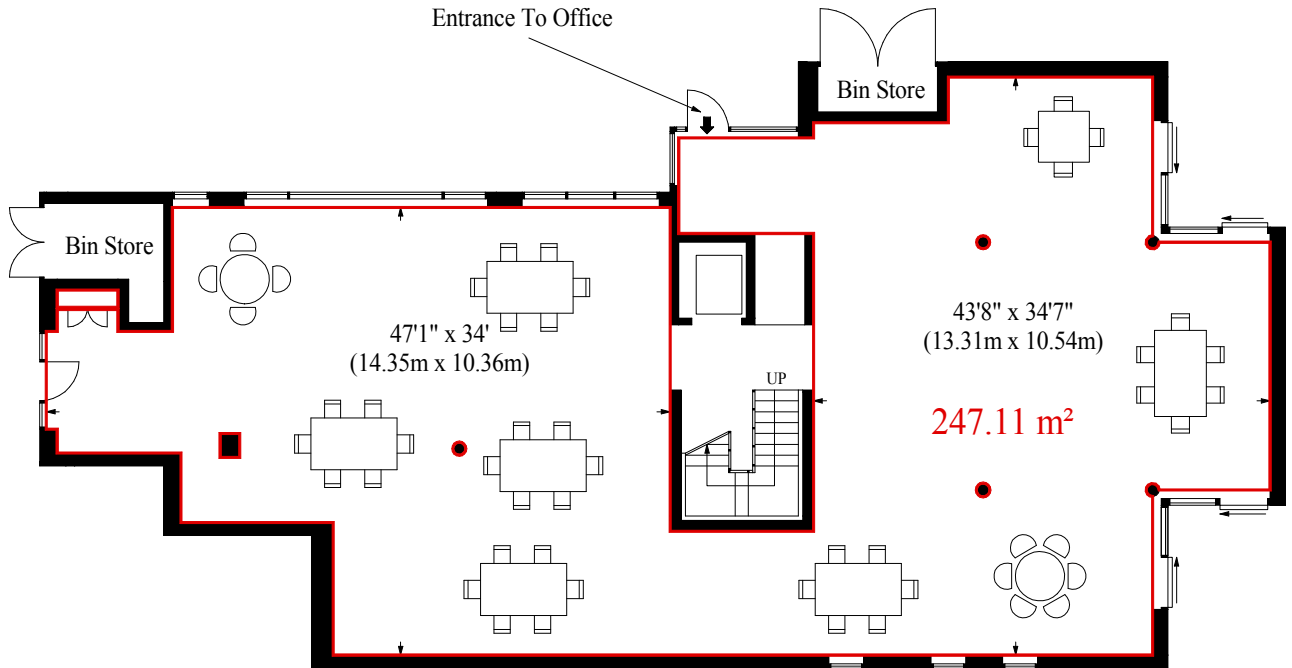 Entrance To Office
Bin Store
Bin Store
47'1" x 34'
(14.35m x 10.36m)
43'8" x 34'7"
(13.31m x 10.54m)
UP
247.11 m²